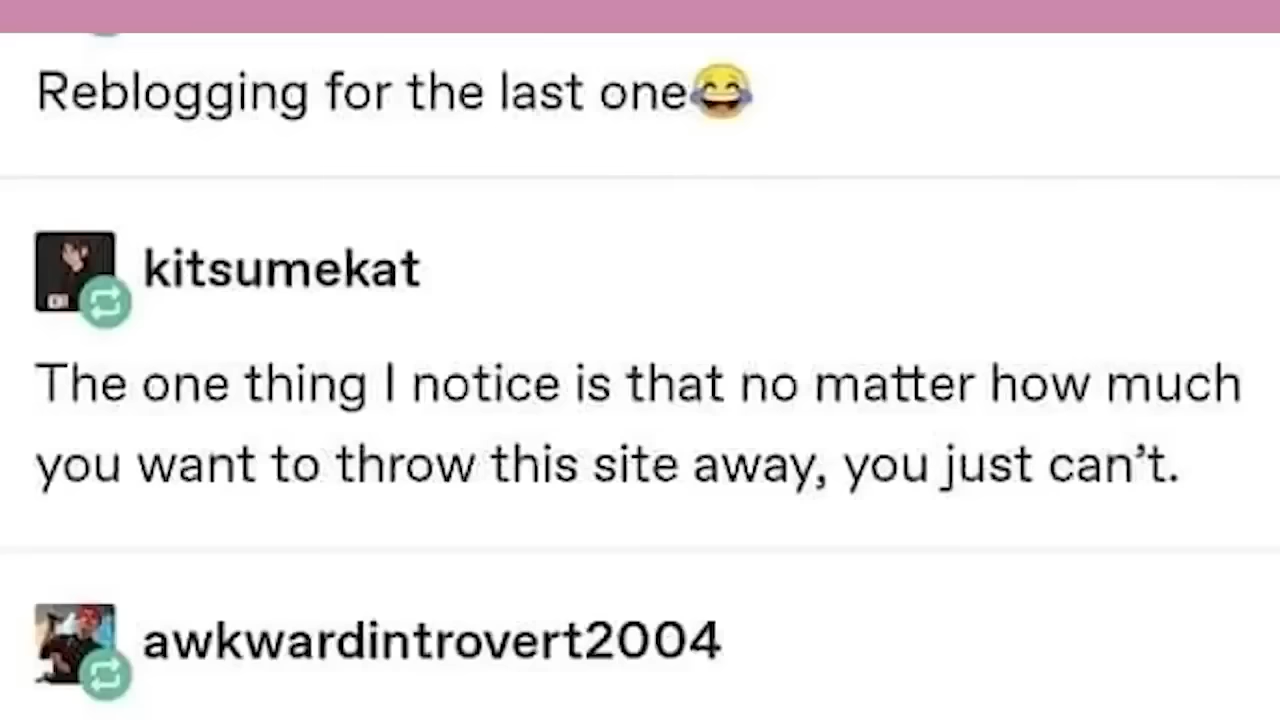 Reblogging for the last one😂
kitsumekat
The one thing I notice is that no matter how much
you want to throw this site away, you just can’t.
awkwardintrovert2004